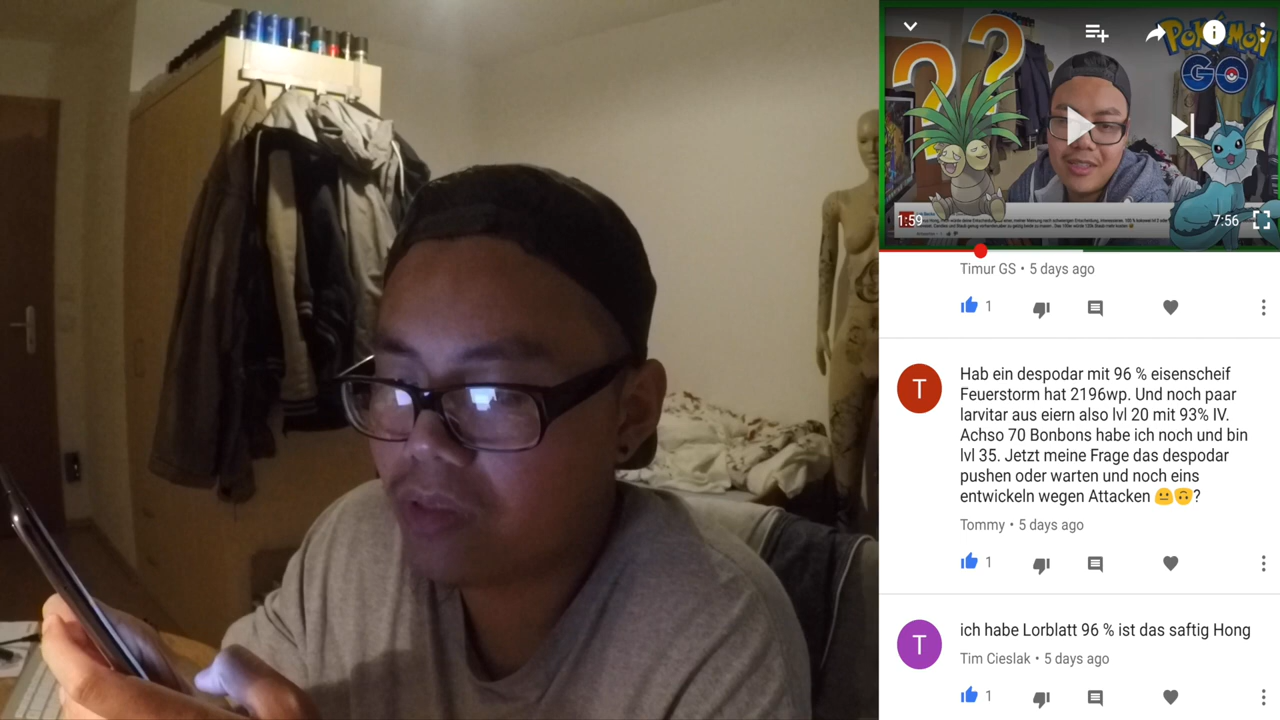 POKÉMON
GO
??
1:59
7:56
Timur GS • 5 days ago
1
T
Hab ein despodar mit 96 % eisenscheif
Feuerstorm hat 2196wp. Und noch paar
larvitar aus eiern also lvl 20 mit 93% IV.
Achso 70 Bonbons habe ich noch und bin
lvl 35. Jetzt meine Frage das despodar
pushen oder warten und noch eins
entwickeln wegen Attacken 😐🙃?
Tommy • 5 days ago
1
T
ich habe Lorblatt 96 % ist das saftig Hong
Tim Cieslak • 5 days ago
1